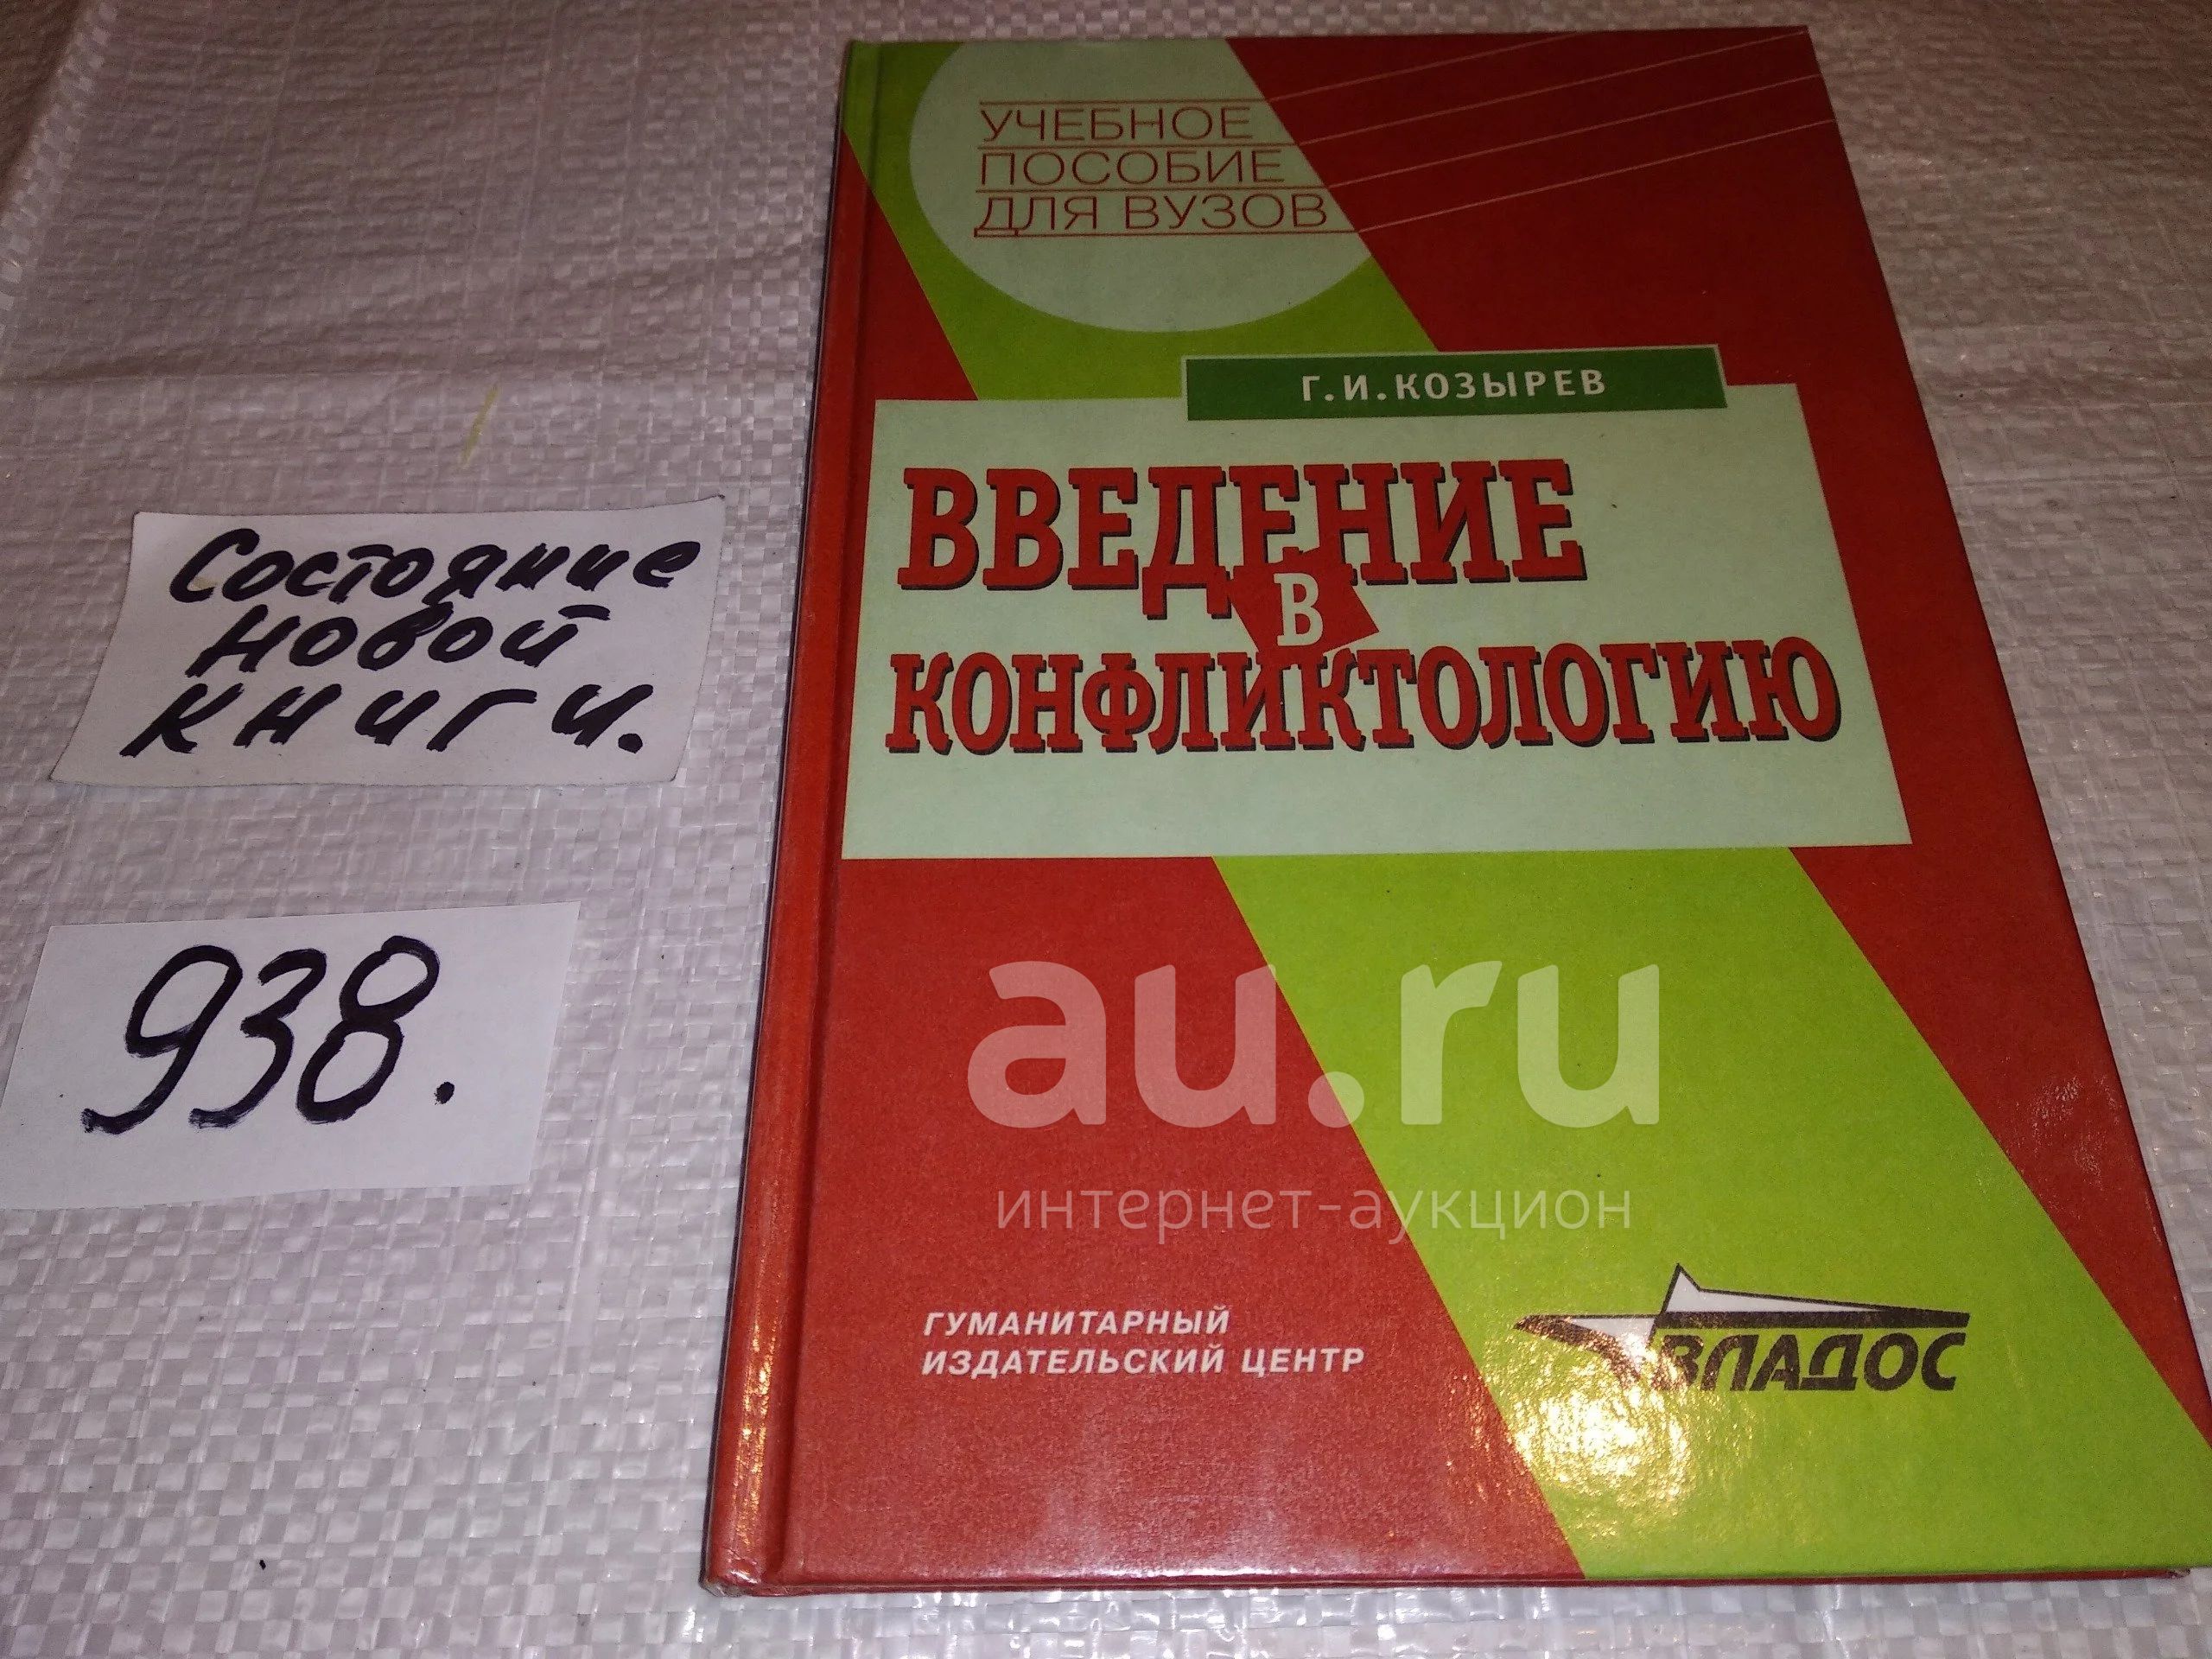 УЧЕБНОЕ
ПОСОБИЕ
ДЛЯ ВУЗОВ
Г.И.КОЗЫРЕВ
ВВЕДЕНИЕ
В
КОНФЛИКТОЛОГИЮ
Состояние
новой
книги.
938.
au.ru
интернет-аукцион
ГУМАНИТАРНЫЙ
ИЗДАТЕЛЬСКИЙ ЦЕНТР
ВЛАДОС